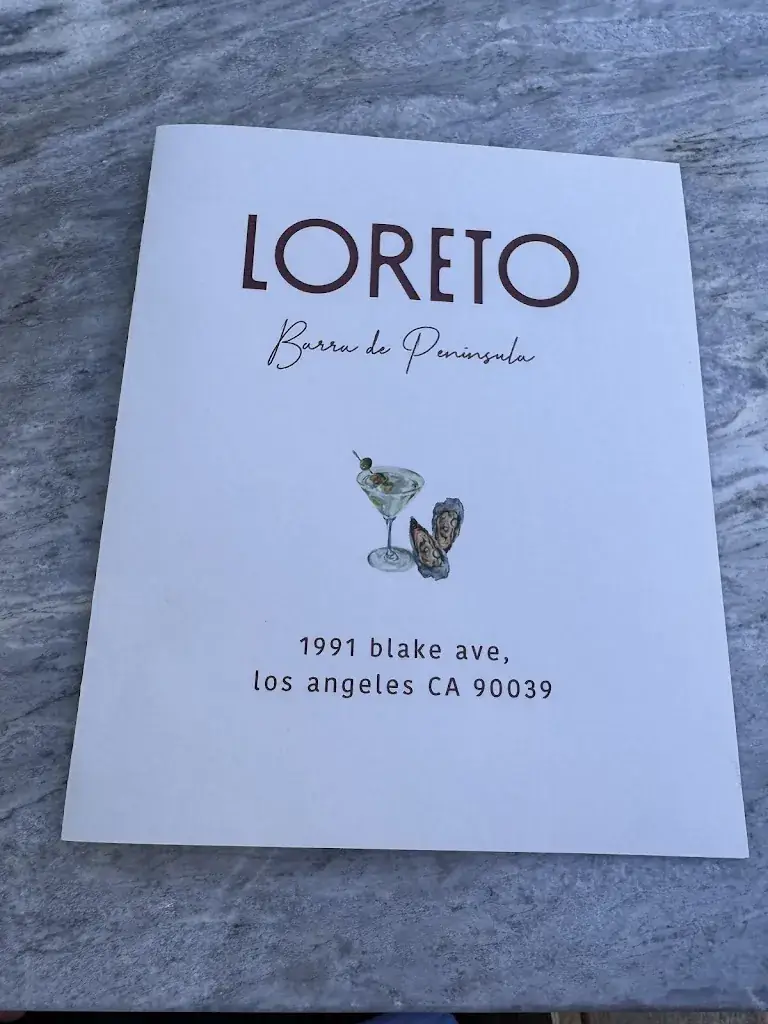 LORETO
Barra de Peninsula
1991 blake ave,
los angeles CA 90039